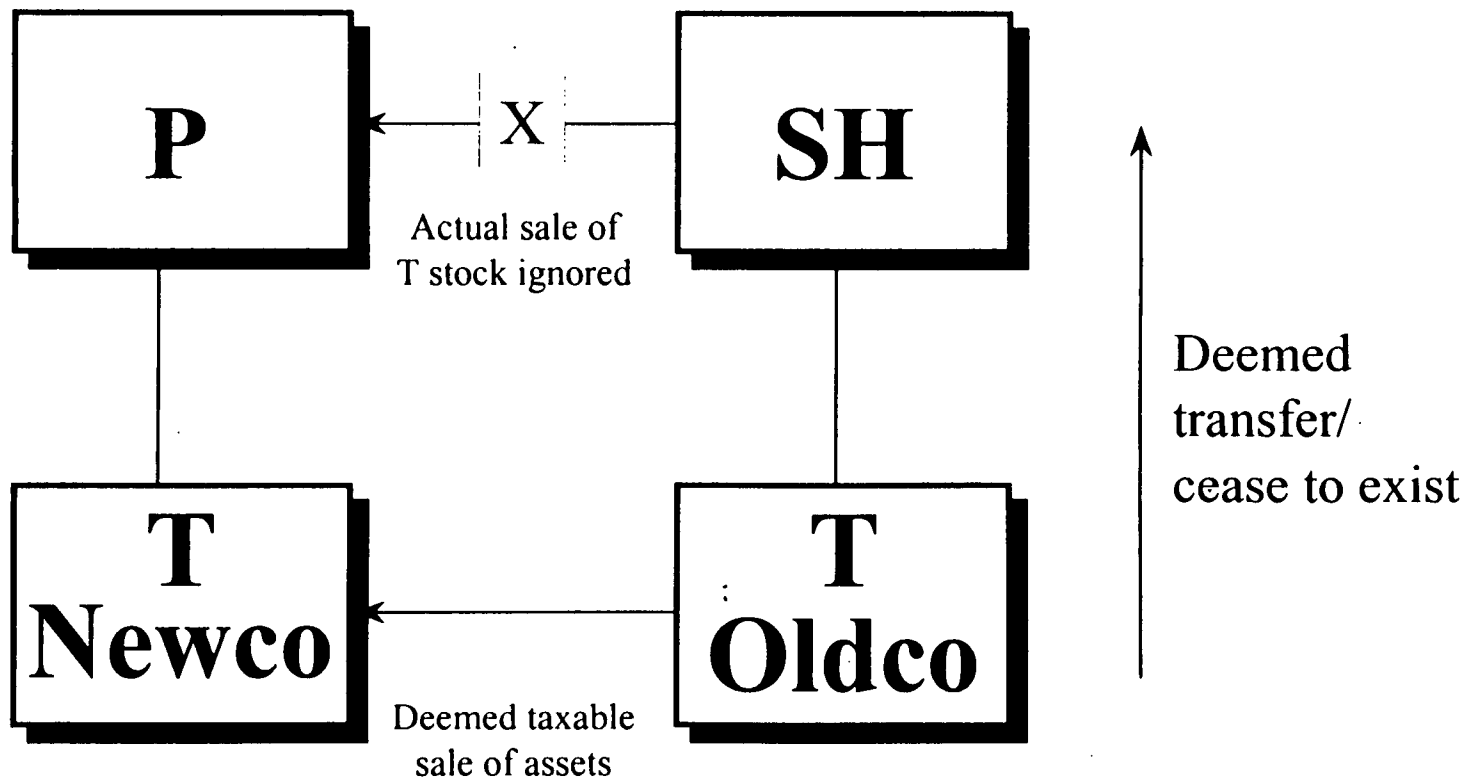 P
X
SH
Actual sale of
T stock ignored
Deemed
transfer/
cease to exist
T
Newco
T
Oldco
Deemed taxable
sale of assets